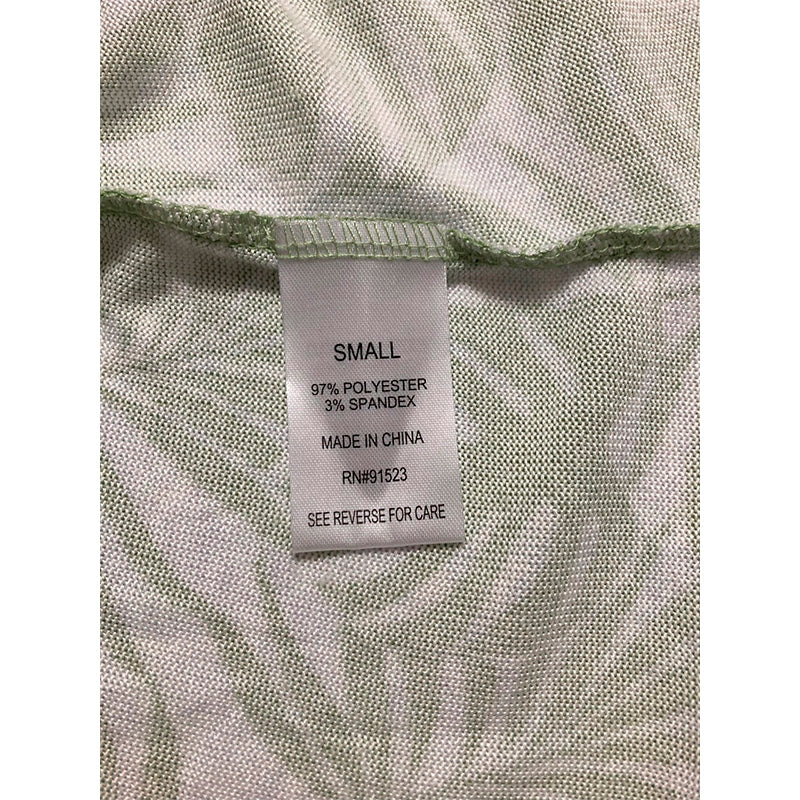 SMALL
97% POLYESTER
3% SPANDEX
MADE IN CHINA
RN#91523
SEE REVERSE FOR CARE